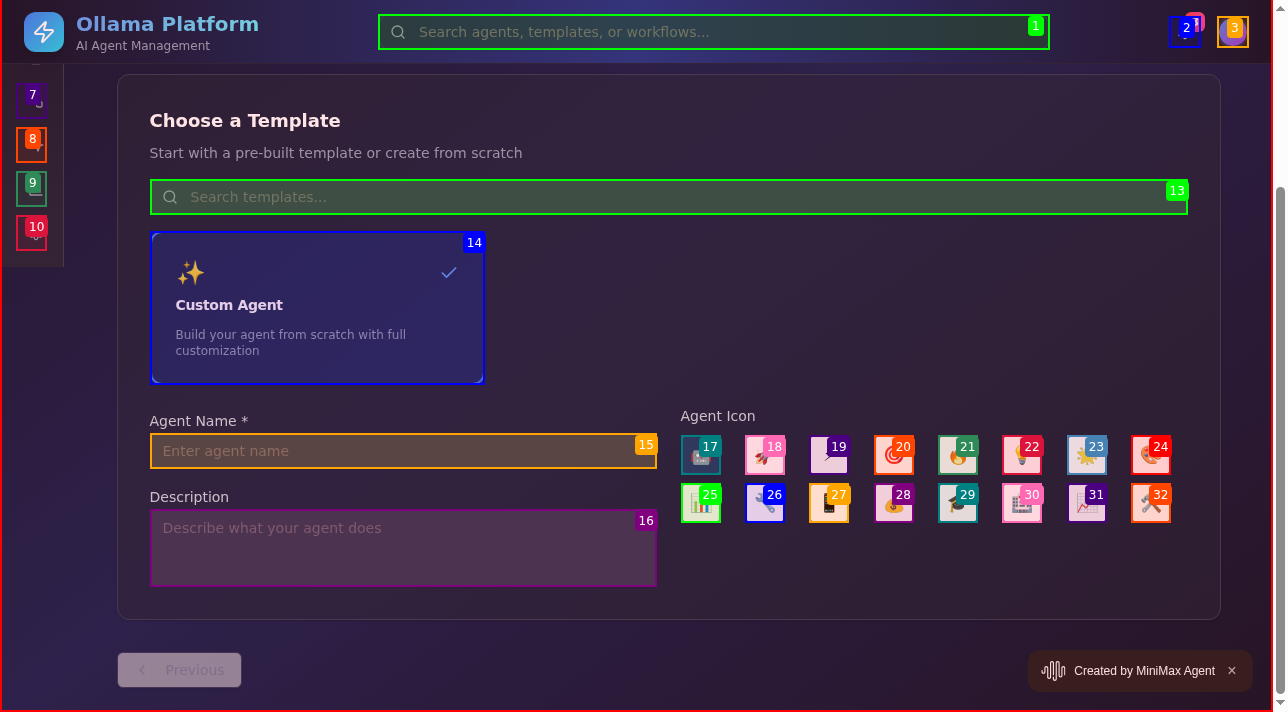 Ollama Platform
AI Agent Management
Search agents, templates, or workflows...
1
2
3
7
8
9
10
Choose a Template
Start with a pre-built template or create from scratch
Search templates...
13
14
Custom Agent
Build your agent from scratch with full
customization
Agent Name *
Enter agent name
15
Description
Describe what your agent does
16
Agent Icon
17
18
19
20
21
22
23
24
25
26
27
28
29
30
31
32
Previous
Created by MiniMax Agent ×